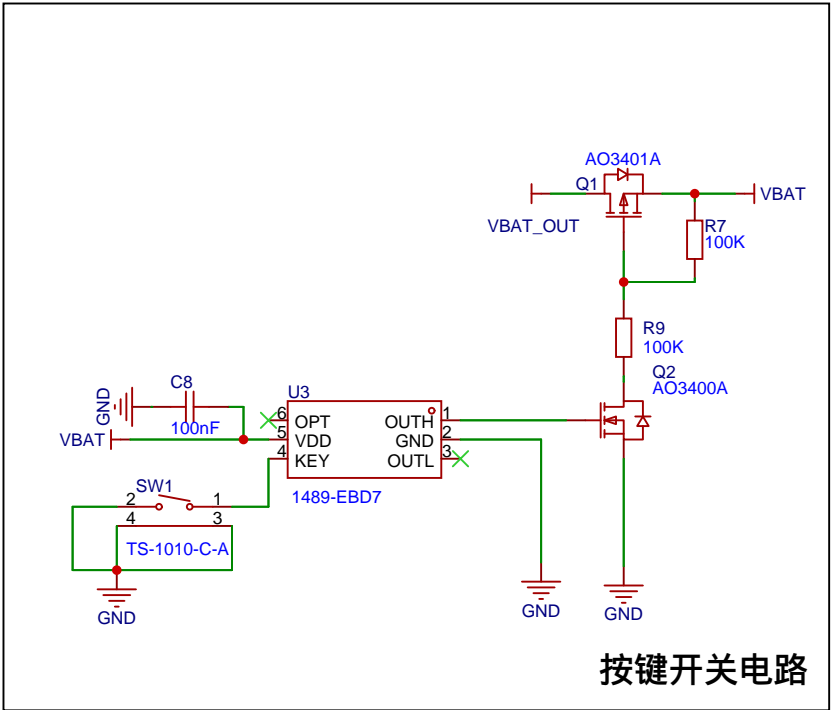 AO3401A
Q1
VBAT
VBAT_OUT
R7
100K
R9
100K
Q2
AO3400A
C8
GND
100nF
VBAT
U3
6 OPT OUTH 1
5 VDD GND 2
4 KEY OUTL 3
1489-EBD7
SW1
2 1
4 3
TS-1010-C-A
GND
GND
GND
按键开关电路